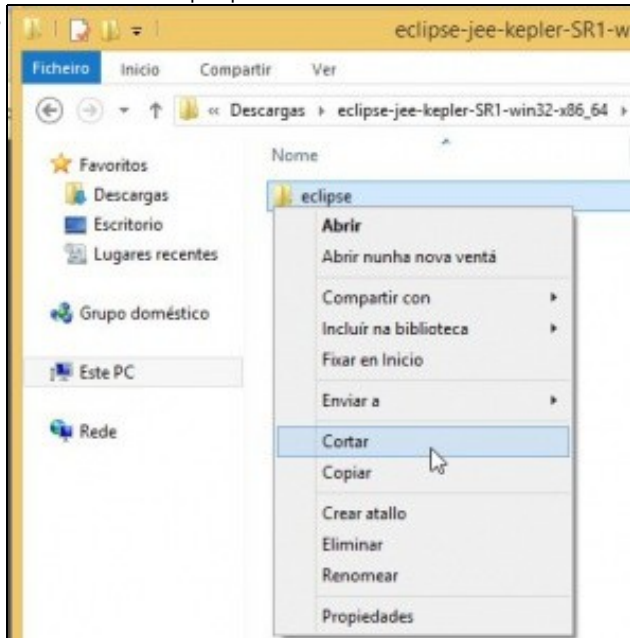 eclipse-jee-kepler-SR1-w
Ficheiro Inicio Compartir Ver
« Descargas eclipse-jee-kepler-SR1-win32-x86_64
Favoritos
Descargas
Escritorio
Lugares recentes
Grupo doméstico
Este PC
Rede
Nome
eclipse
Abrir
Abrir nunha nova ventá
Compartir con
Incluír na biblioteca
Fixar en Inicio
Enviar a
Cortar
Copiar
Crear atallo
Eliminar
Renomear
Propiedades